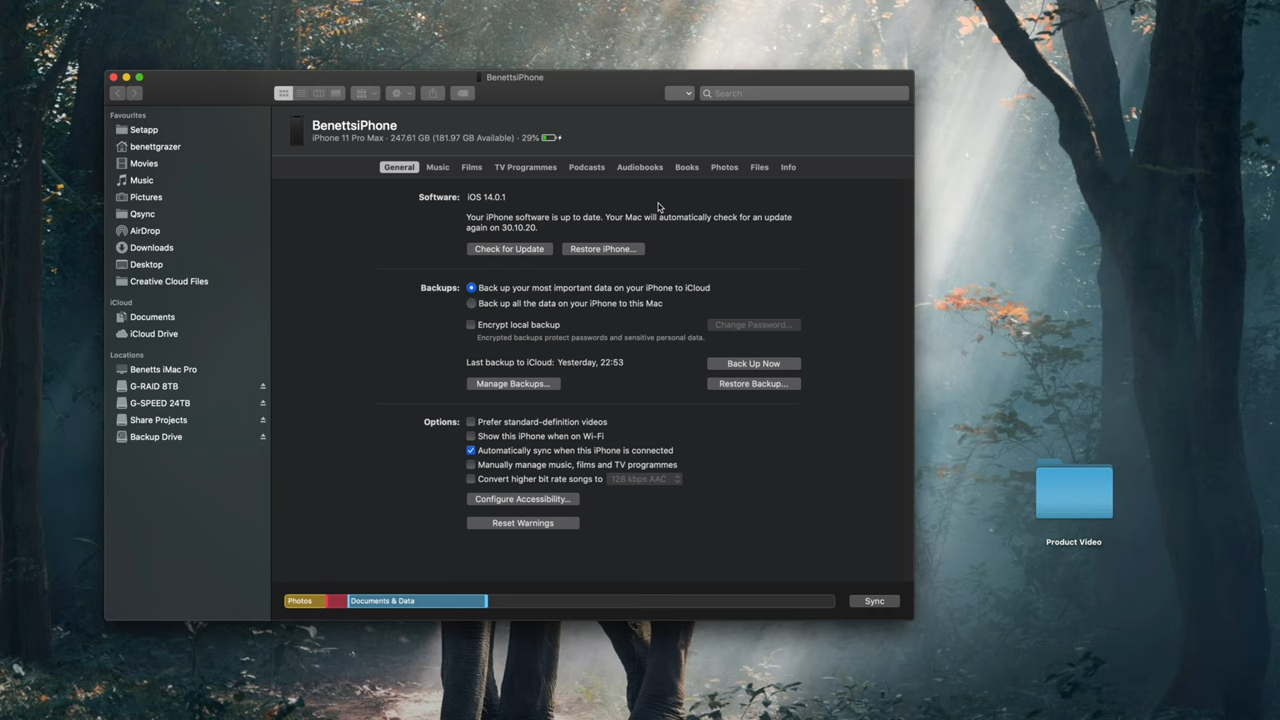 BenettsiPhone
Search
Favourites
Setapp
benettgrazer
Movies
Music
Pictures
Qsync
AirDrop
Downloads
Desktop
Creative Cloud Files
iCloud
Documents
iCloud Drive
Locations
Benetts iMac Pro
G-RAID 8TB
G-SPEED 24TB
Share Projects
Backup Drive
BenettsiPhone
iPhone 11 Pro Max · 247.61 GB (181.97 GB Available) · 29%
General Music Films TV Programmes Podcasts Audiobooks Books Photos Files Info
Software: iOS 14.0.1
Your iPhone software is up to date. Your Mac will automatically check for an update
again on 30.10.20.
Check for Update Restore iPhone...
Backups: Back up your most important data on your iPhone to iCloud
Back up all the data on your iPhone to this Mac
Encrypt local backup Change Password...
Encrypted backups protect passwords and sensitive personal data.
Last backup to iCloud: Yesterday, 22:53 Back Up Now
Manage Backups... Restore Backup...
Options: Prefer standard-definition videos
Show this iPhone when on Wi-Fi
Automatically sync when this iPhone is connected
Manually manage music, films and TV programmes
Convert higher bit rate songs to 128 kbps AAC
Configure Accessibility...
Reset Warnings
Photos Documents & Data Sync
Product Video